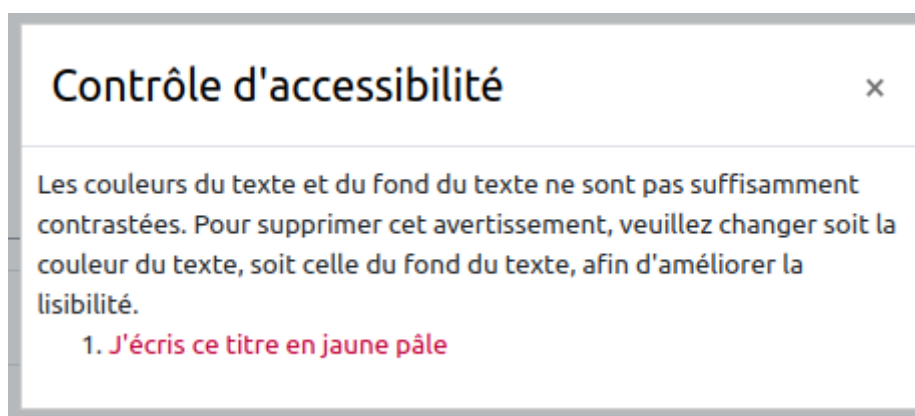 Contrôle d'accessibilité ×
Les couleurs du texte et du fond du texte ne sont pas suffisamment
contrastées. Pour supprimer cet avertissement, veuillez changer soit la
couleur du texte, soit celle du fond du texte, afin d'améliorer la
lisibilité.
1. J'écris ce titre en jaune pâle